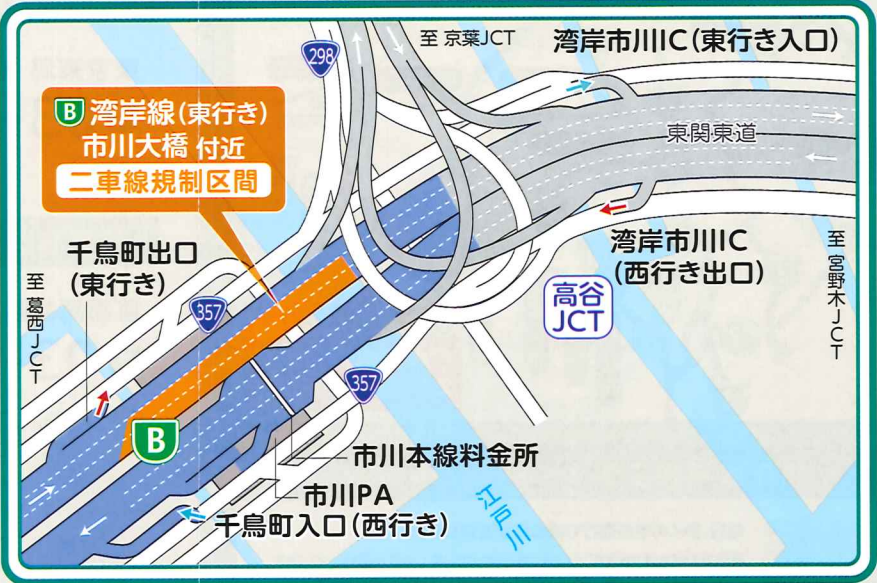 298
至 京葉JCT
湾岸市川IC(東行き入口)
B 湾岸線(東行き)
市川大橋 付近
二車線規制区間
東関東道
千鳥町出口
(東行き)
至 葛西JCT
357
湾岸市川IC
(西行き出口)
至 宮野木JCT
高谷
JCT
357
B
市川本線料金所
市川PA
千鳥町入口(西行き)
江戸川